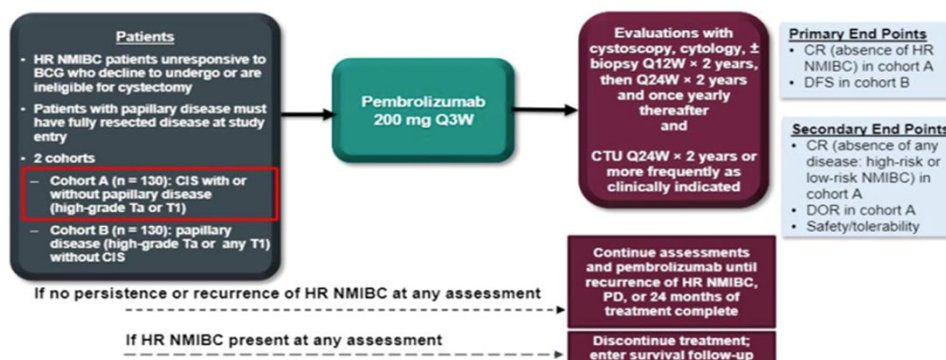 Patients
• HR NMIBC patients unresponsive to
BCG who decline to undergo or are
ineligible for cystectomy
• Patients with papillary disease must
have fully resected disease at study
entry
• 2 cohorts
– Cohort A (n = 130): CIS with or
without papillary disease
(high-grade Ta or T1)
– Cohort B (n = 130): papillary
disease (high-grade Ta or any T1)
without CIS
Pembrolizumab
200 mg Q3W
Evaluations with
cystoscopy, cytology, ±
biopsy Q12W × 2 years,
then Q24W × 2 years
and once yearly
thereafter
and
CTU Q24W × 2 years or
more frequently as
clinically indicated
Primary End Points
• CR (absence of HR
NMIBC) in cohort A
• DFS in cohort B
Secondary End Points
• CR (absence of any
disease: high-risk or
low-risk NMIBC) in
cohort A
• DOR in cohort A
• Safety/tolerability
If no persistence or recurrence of HR NMIBC at any assessment
Continue assessments
and pembrolizumab until
recurrence of HR NMIBC,
PD, or 24 months of
treatment complete
If HR NMIBC present at any assessment
Discontinue treatment;
enter survival follow-up